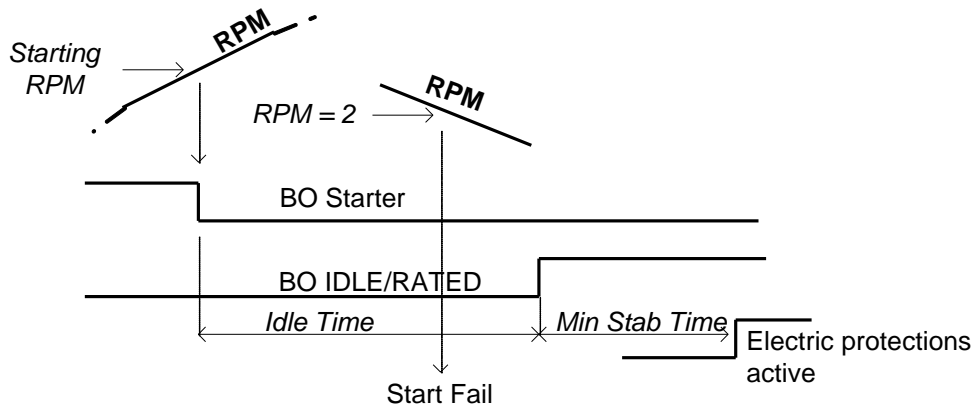 RPM
Starting
RPM
RPM
RPM = 2
BO Starter
BO IDLE/RATED
Idle Time
Min Stab Time
Electric protections
active
Start Fail